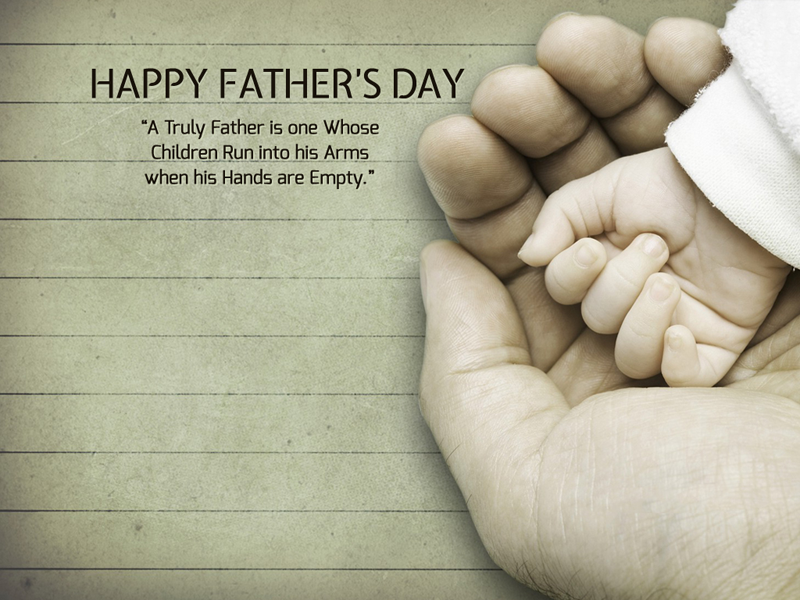 HAPPY FATHER'S DAY
“A Truly Father is one Whose
Children Run into his Arms
when his Hands are Empty.”